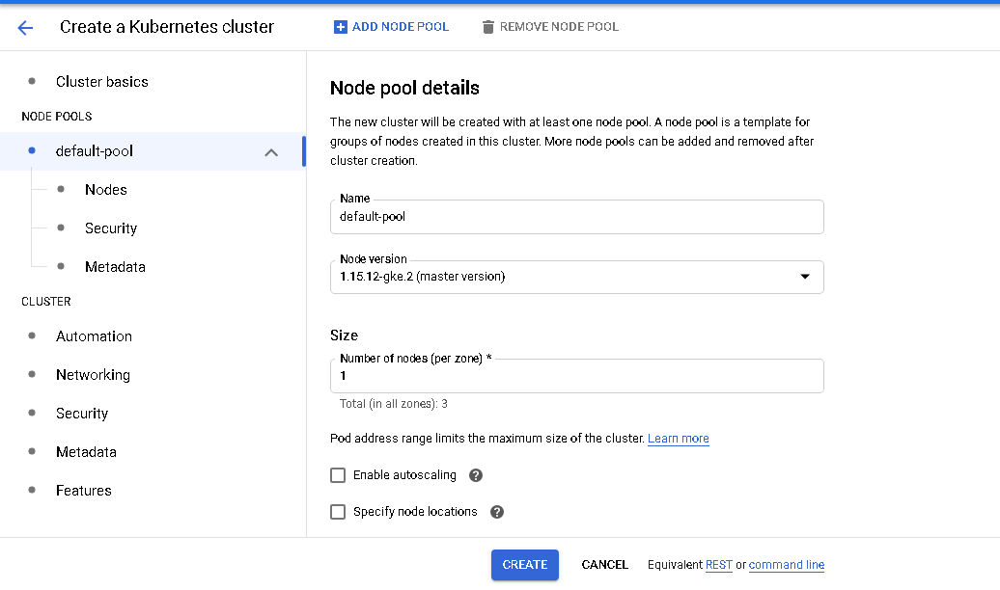 Create a Kubernetes cluster
ADD NODE POOL
REMOVE NODE POOL
Cluster basics
NODE POOLS
default-pool
Nodes
Security
Metadata
CLUSTER
Automation
Networking
Security
Metadata
Features
Node pool details
The new cluster will be created with at least one node pool. A node pool is a template for
groups of nodes created in this cluster. More node pools can be added and removed after
cluster creation.
Name
default-pool
Node version
1.15.12-gke.2 (master version)
Size
Number of nodes (per zone) *
1
Total (in all zones): 3
Pod address range limits the maximum size of the cluster. Learn more
Enable autoscaling
Specify node locations
CREATE
CANCEL
Equivalent REST or command line